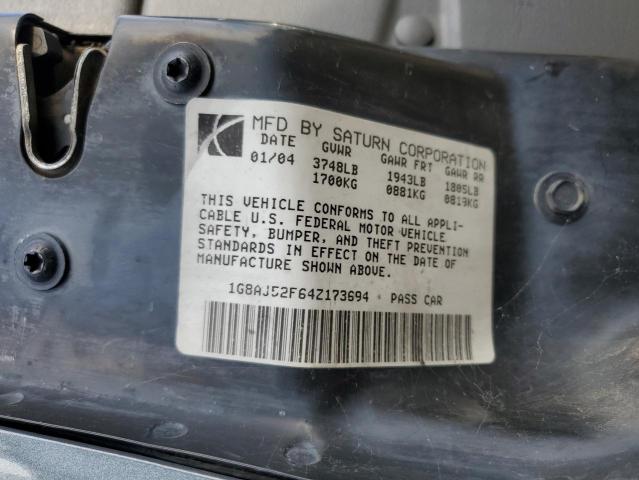 MFD BY SATURN CORPORATION
DATE GVWR GAWR FRT GAWR RR
01/04 3748LB 1943LB 1805LB
1700KG 0881KG 0819KG
THIS VEHICLE CONFORMS TO ALL APPLI-
CABLE U.S. FEDERAL MOTOR VEHICLE
SAFETY, BUMPER, AND THEFT PREVENTION
STANDARDS IN EFFECT ON THE DATE OF
MANUFACTURE SHOWN ABOVE.
1G8AJ52F64Z173694 - PASS CAR